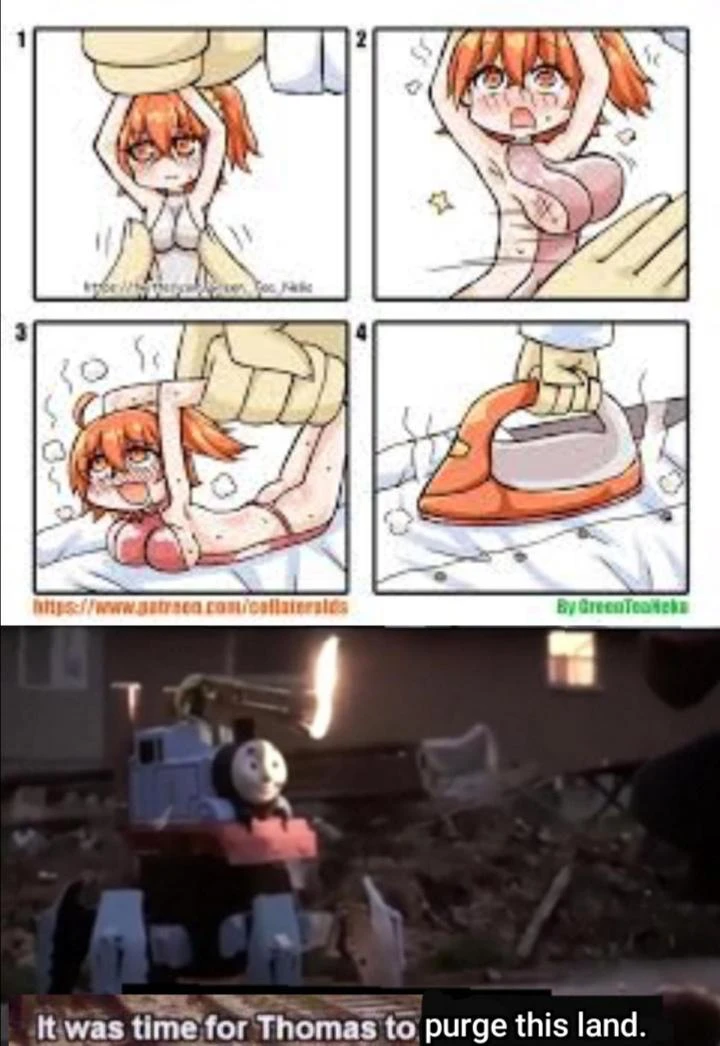 1
2
3
4
https://www.patreon.com/collateralds
By GreenTeaNeko
It was time for Thomas to purge this land.